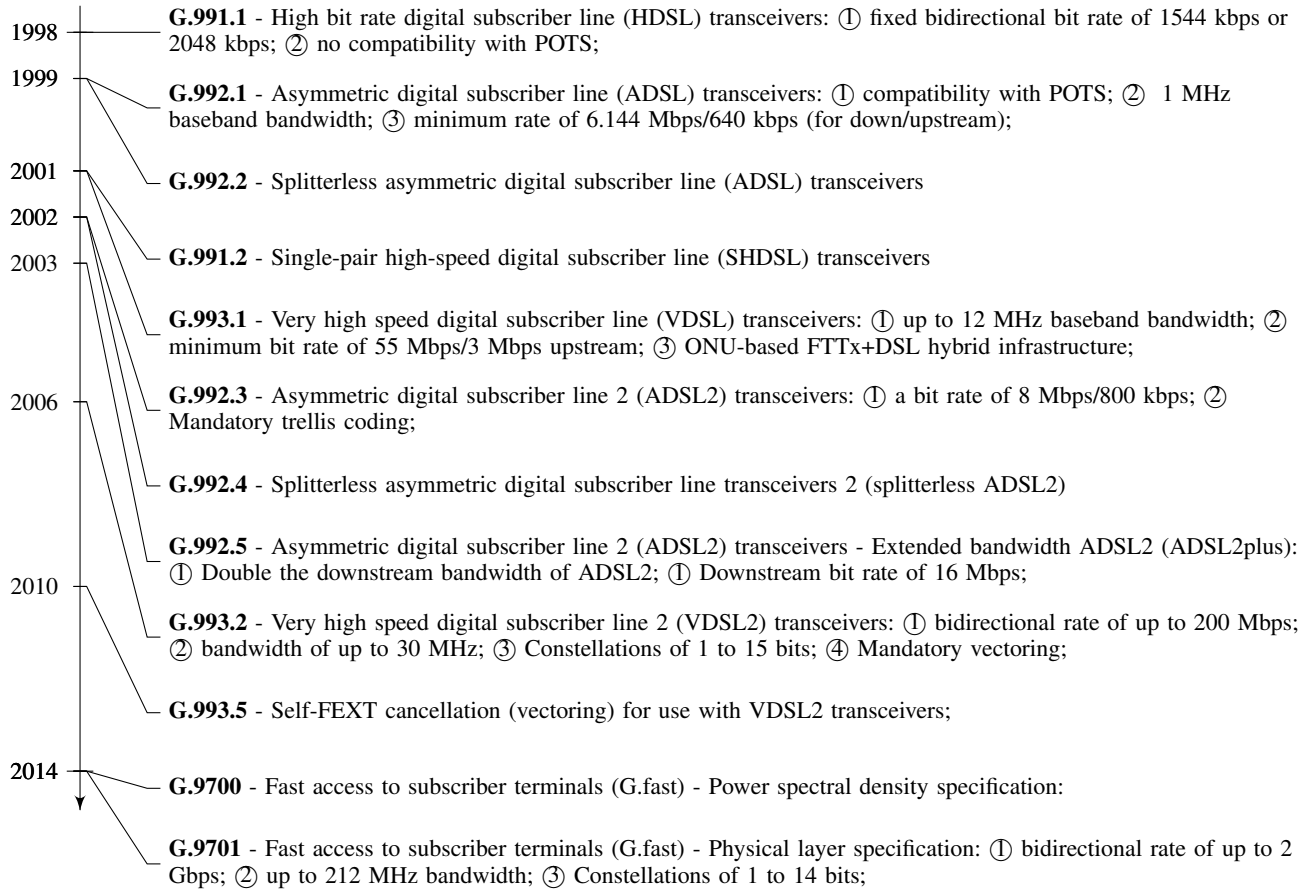 1998
G.991.1 - High bit rate digital subscriber line (HDSL) transceivers: ① fixed bidirectional bit rate of 1544 kbps or
2048 kbps; ② no compatibility with POTS;
1999
G.992.1 - Asymmetric digital subscriber line (ADSL) transceivers: ① compatibility with POTS; ② 1 MHz
baseband bandwidth; ③ minimum rate of 6.144 Mbps/640 kbps (for down/upstream);
G.992.2 - Splitterless asymmetric digital subscriber line (ADSL) transceivers
2001
2002
G.991.2 - Single-pair high-speed digital subscriber line (SHDSL) transceivers
2003
G.993.1 - Very high speed digital subscriber line (VDSL) transceivers: ① up to 12 MHz baseband bandwidth; ②
minimum bit rate of 55 Mbps/3 Mbps upstream; ③ ONU-based FTTx+DSL hybrid infrastructure;
2006
G.992.3 - Asymmetric digital subscriber line 2 (ADSL2) transceivers: ① a bit rate of 8 Mbps/800 kbps; ②
Mandatory trellis coding;
G.992.4 - Splitterless asymmetric digital subscriber line transceivers 2 (splitterless ADSL2)
G.992.5 - Asymmetric digital subscriber line 2 (ADSL2) transceivers - Extended bandwidth ADSL2 (ADSL2plus):
① Double the downstream bandwidth of ADSL2; ① Downstream bit rate of 16 Mbps;
2010
G.993.2 - Very high speed digital subscriber line 2 (VDSL2) transceivers: ① bidirectional rate of up to 200 Mbps;
② bandwidth of up to 30 MHz; ③ Constellations of 1 to 15 bits; ④ Mandatory vectoring;
G.993.5 - Self-FEXT cancellation (vectoring) for use with VDSL2 transceivers;
2014
G.9700 - Fast access to subscriber terminals (G.fast) - Power spectral density specification:
G.9701 - Fast access to subscriber terminals (G.fast) - Physical layer specification: ① bidirectional rate of up to 2
Gbps; ② up to 212 MHz bandwidth; ③ Constellations of 1 to 14 bits;